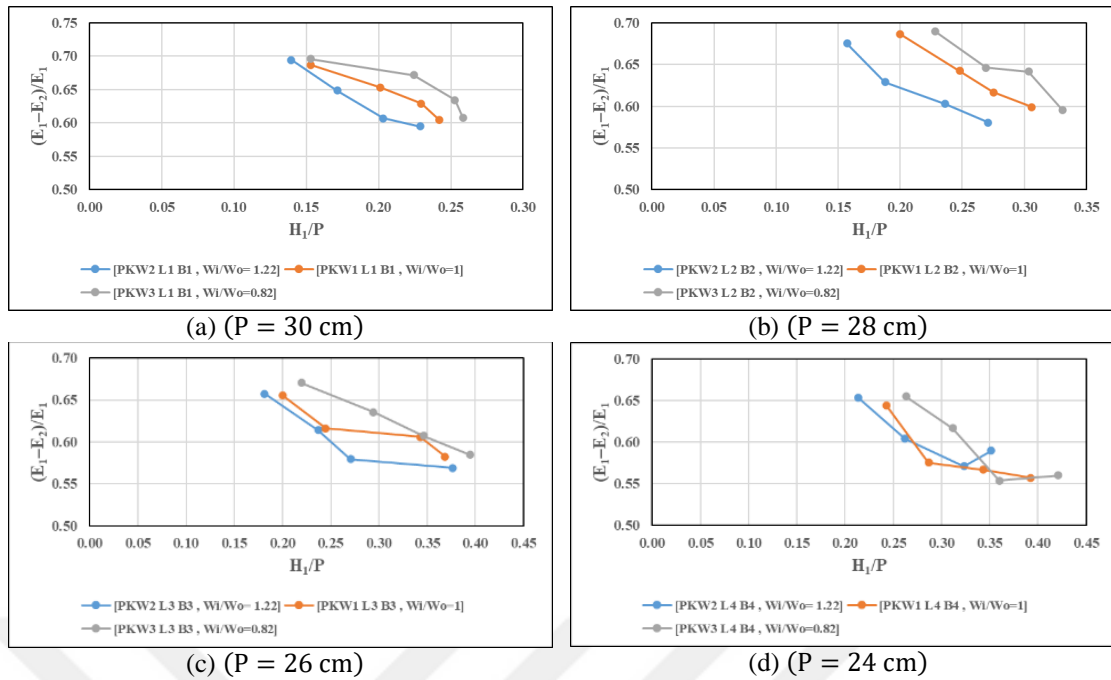 0.75
0.70
0.65
0.60
0.55
0.50
(E₁−E₂)/E₁
0.00 0.05 0.10 0.15 0.20 0.25 0.30
H₁/P
[PKW2 L1 B1 , Wi/Wo= 1.22] [PKW1 L1 B1 , Wi/Wo=1]
[PKW3 L1 B1 , Wi/Wo=0.82]
(a) (P = 30 cm)
0.70
0.65
0.60
0.55
0.50
(E₁−E₂)/E₁
0.00 0.05 0.10 0.15 0.20 0.25 0.30 0.35
H₁/P
[PKW2 L2 B2 , Wi/Wo= 1.22] [PKW1 L2 B2 , Wi/Wo=1]
[PKW3 L2 B2 , Wi/Wo=0.82]
(b) (P = 28 cm)
0.70
0.65
0.60
0.55
0.50
(E₁−E₂)/E₁
0.00 0.05 0.10 0.15 0.20 0.25 0.30 0.35 0.40 0.45
H₁/P
[PKW2 L3 B3 , Wi/Wo= 1.22] [PKW1 L3 B3 , Wi/Wo=1]
[PKW3 L3 B3 , Wi/Wo=0.82]
(c) (P = 26 cm)
0.70
0.65
0.60
0.55
0.50
(E₁−E₂)/E₁
0.00 0.05 0.10 0.15 0.20 0.25 0.30 0.35 0.40 0.45
H₁/P
[PKW2 L4 B4 , Wi/Wo= 1.22] [PKW1 L4 B4 , Wi/Wo=1]
[PKW3 L4 B4 , Wi/Wo=0.82]
(d) (P = 24 cm)